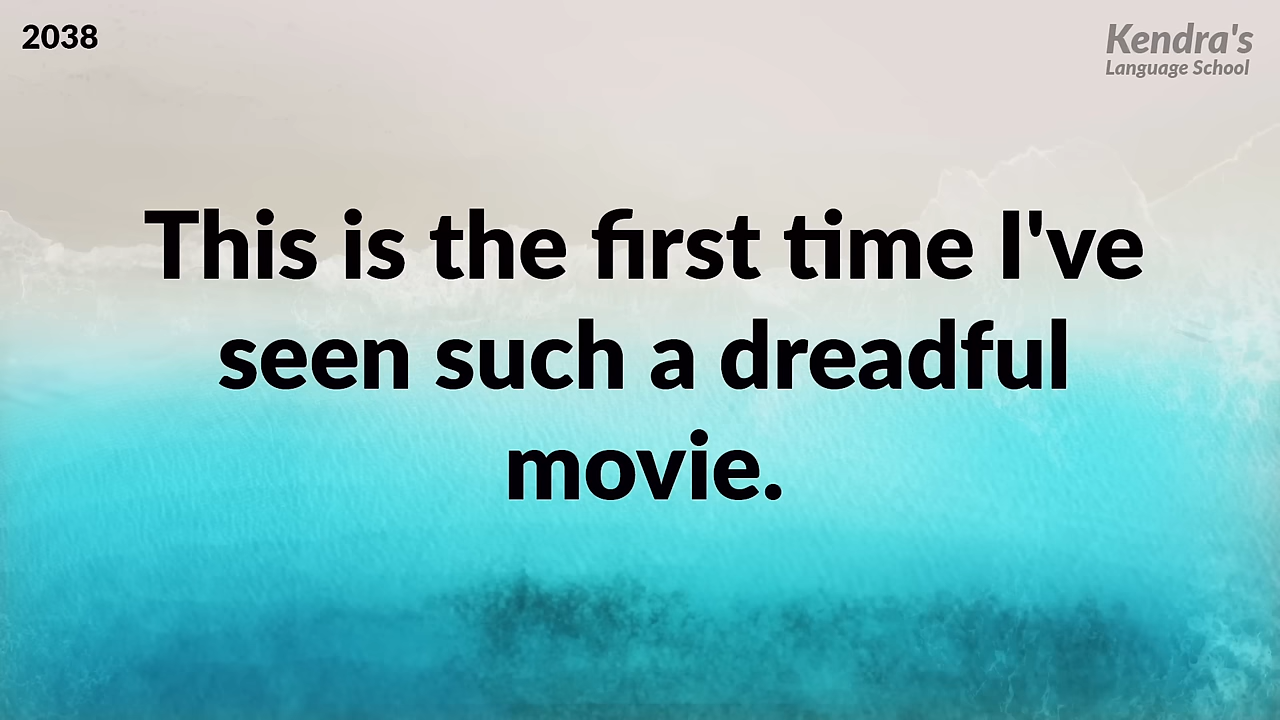 2038
Kendra's
Language School
This is the first time I've
seen such a dreadful
movie.